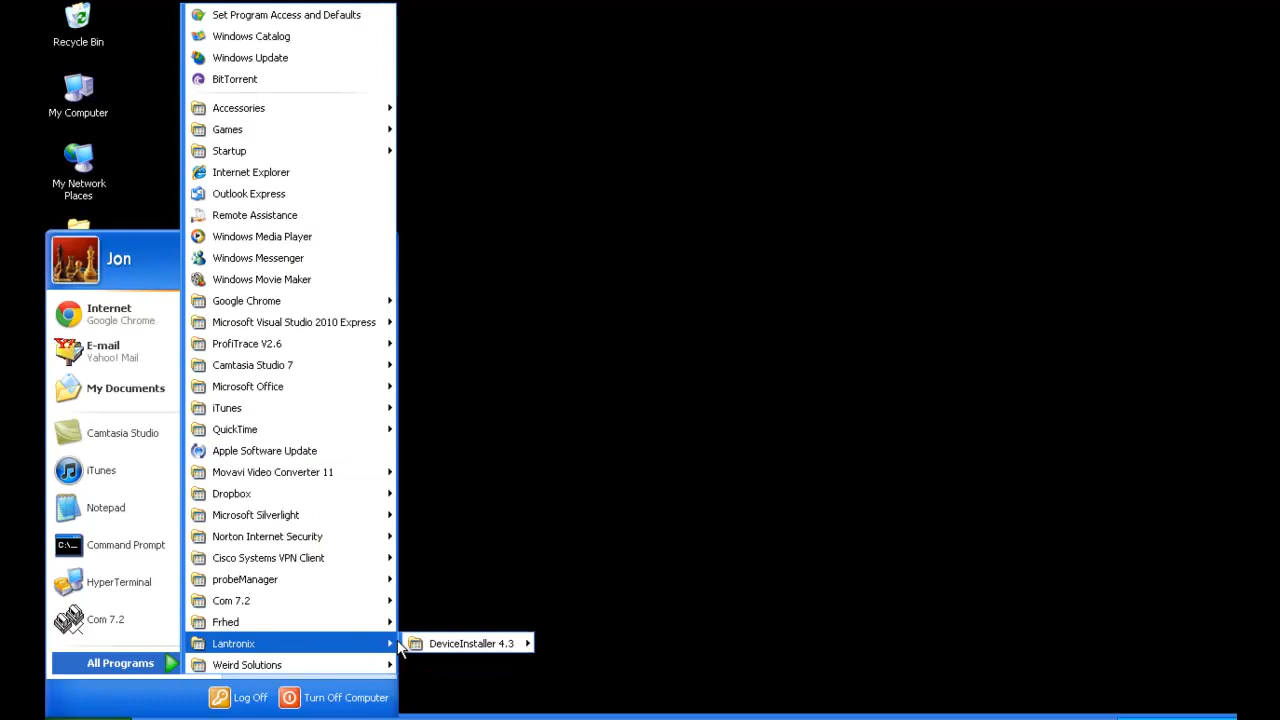 Recycle Bin
My Computer
My Network
Places
Jon
Internet
Google Chrome
E-mail
Yahoo! Mail
My Documents
Camtasia Studio
iTunes
Notepad
C:\_
Command Prompt
HyperTerminal
Com 7.2
All Programs
Set Program Access and Defaults
Windows Catalog
Windows Update
BitTorrent
Accessories
Games
Startup
Internet Explorer
Outlook Express
Remote Assistance
Windows Media Player
Windows Messenger
Windows Movie Maker
Google Chrome
Microsoft Visual Studio 2010 Express
ProfiTrace V2.6
Camtasia Studio 7
Microsoft Office
iTunes
QuickTime
Apple Software Update
Movavi Video Converter 11
Dropbox
Microsoft Silverlight
Norton Internet Security
Cisco Systems VPN Client
probeManager
Com 7.2
Frhed
Lantronix
Weird Solutions
DeviceInstaller 4.3
Log Off
Turn Off Computer